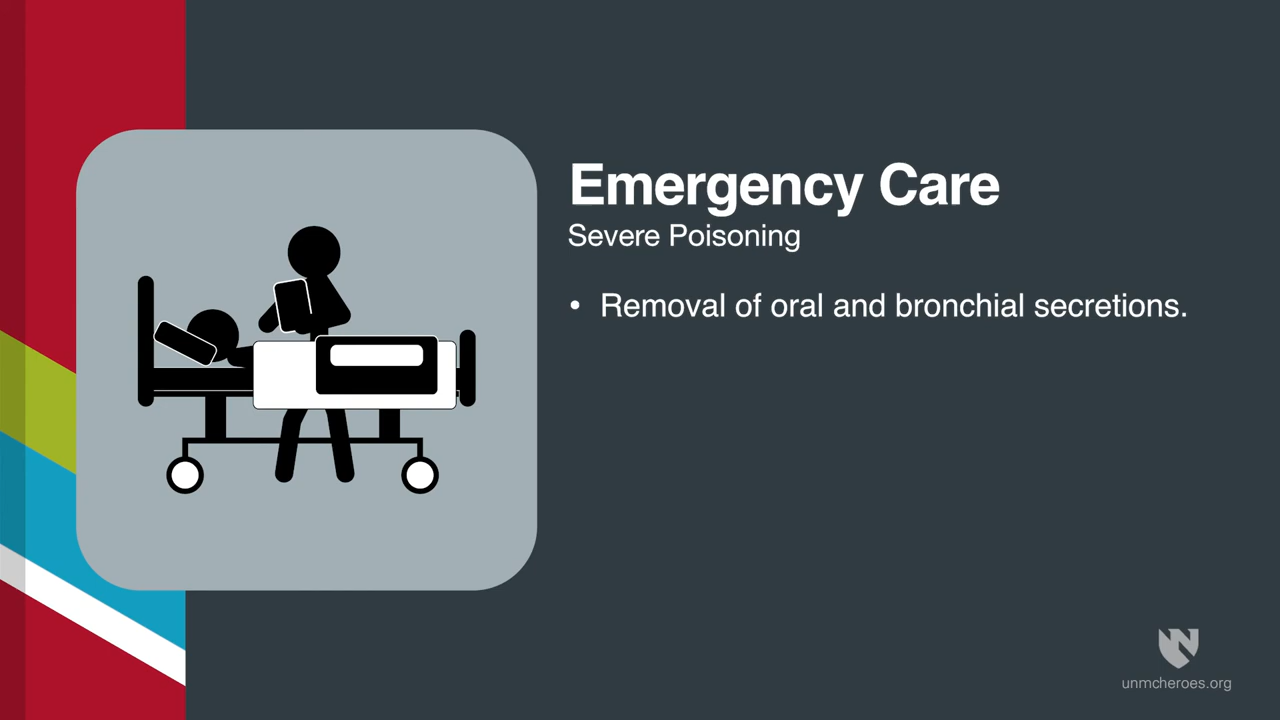 Emergency Care
Severe Poisoning
• Removal of oral and bronchial secretions.
unmcheroes.org